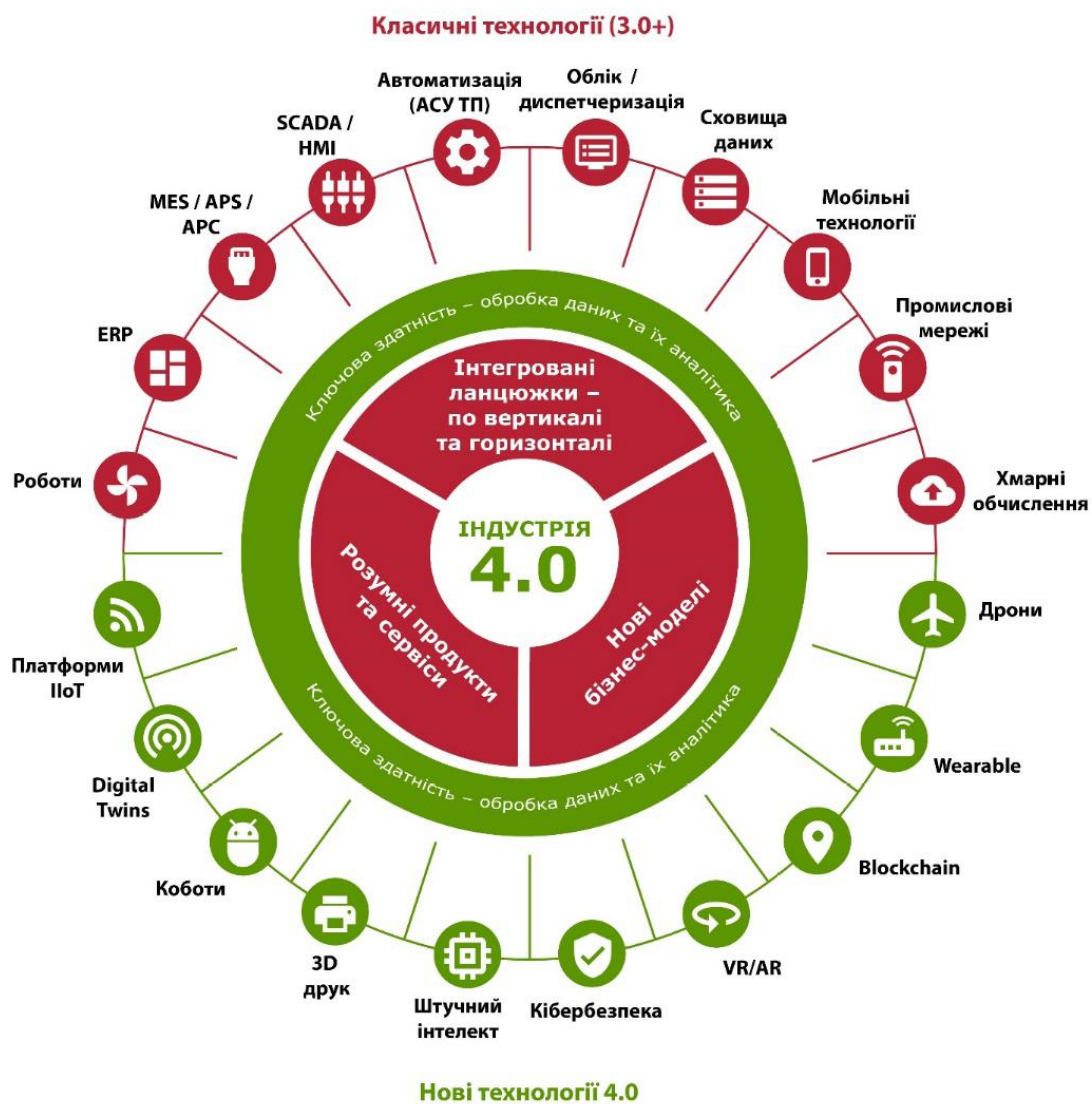 Класичні технології (3.0+)
Автоматизація
(АСУ ТП)
Облік /
диспетчеризація
Сховища
даних
SCADA /
HMI
Мобільні
технології
MES / APS /
APC
Промислові
мережі
ERP
Хмарні
обчислення
Роботи
Ключова здатність – обробка даних та їх аналітика
Інтегровані
ланцюжки –
по вертикалі
та горизонталі
ІНДУСТРІЯ
4.0
Розумні продукти
та сервіси
Нові
бізнес-моделі
Ключова здатність – обробка даних та їх аналітика
Дрони
Платформи
IIoT
Wearable
Digital
Twins
Blockchain
Коботи
VR/AR
3D
друк
Кібербезпека
Штучний
інтелект
Нові технології 4.0